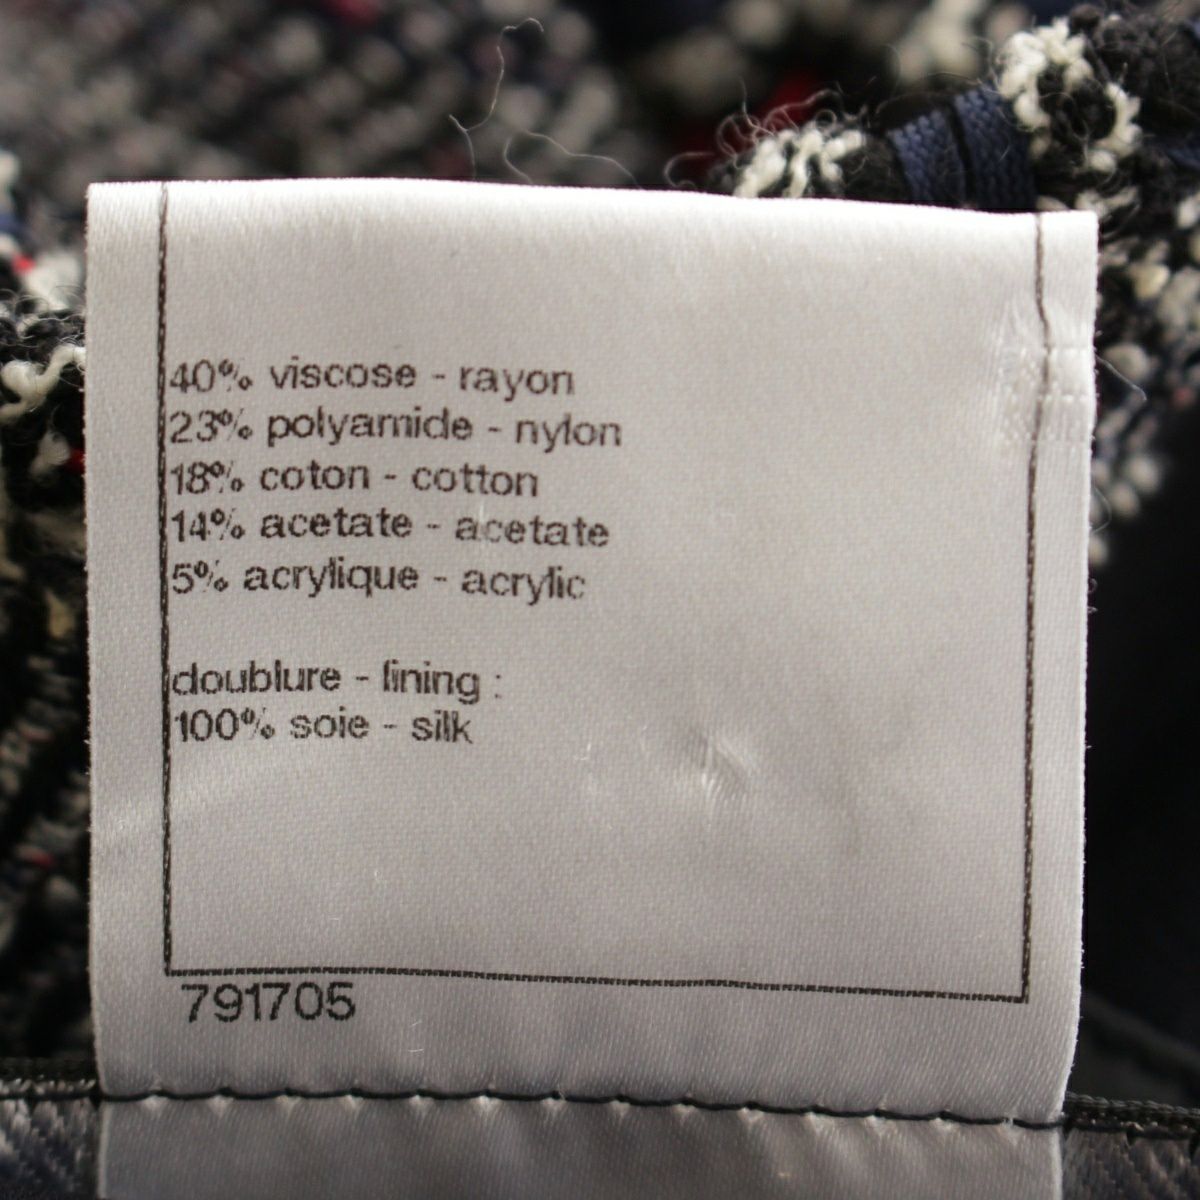 40% viscose - rayon
23% polyamide - nylon
18% coton - cotton
14% acetate - acetate
5% acrylique - acrylic
doublure - lining :
100% soie - silk
791705